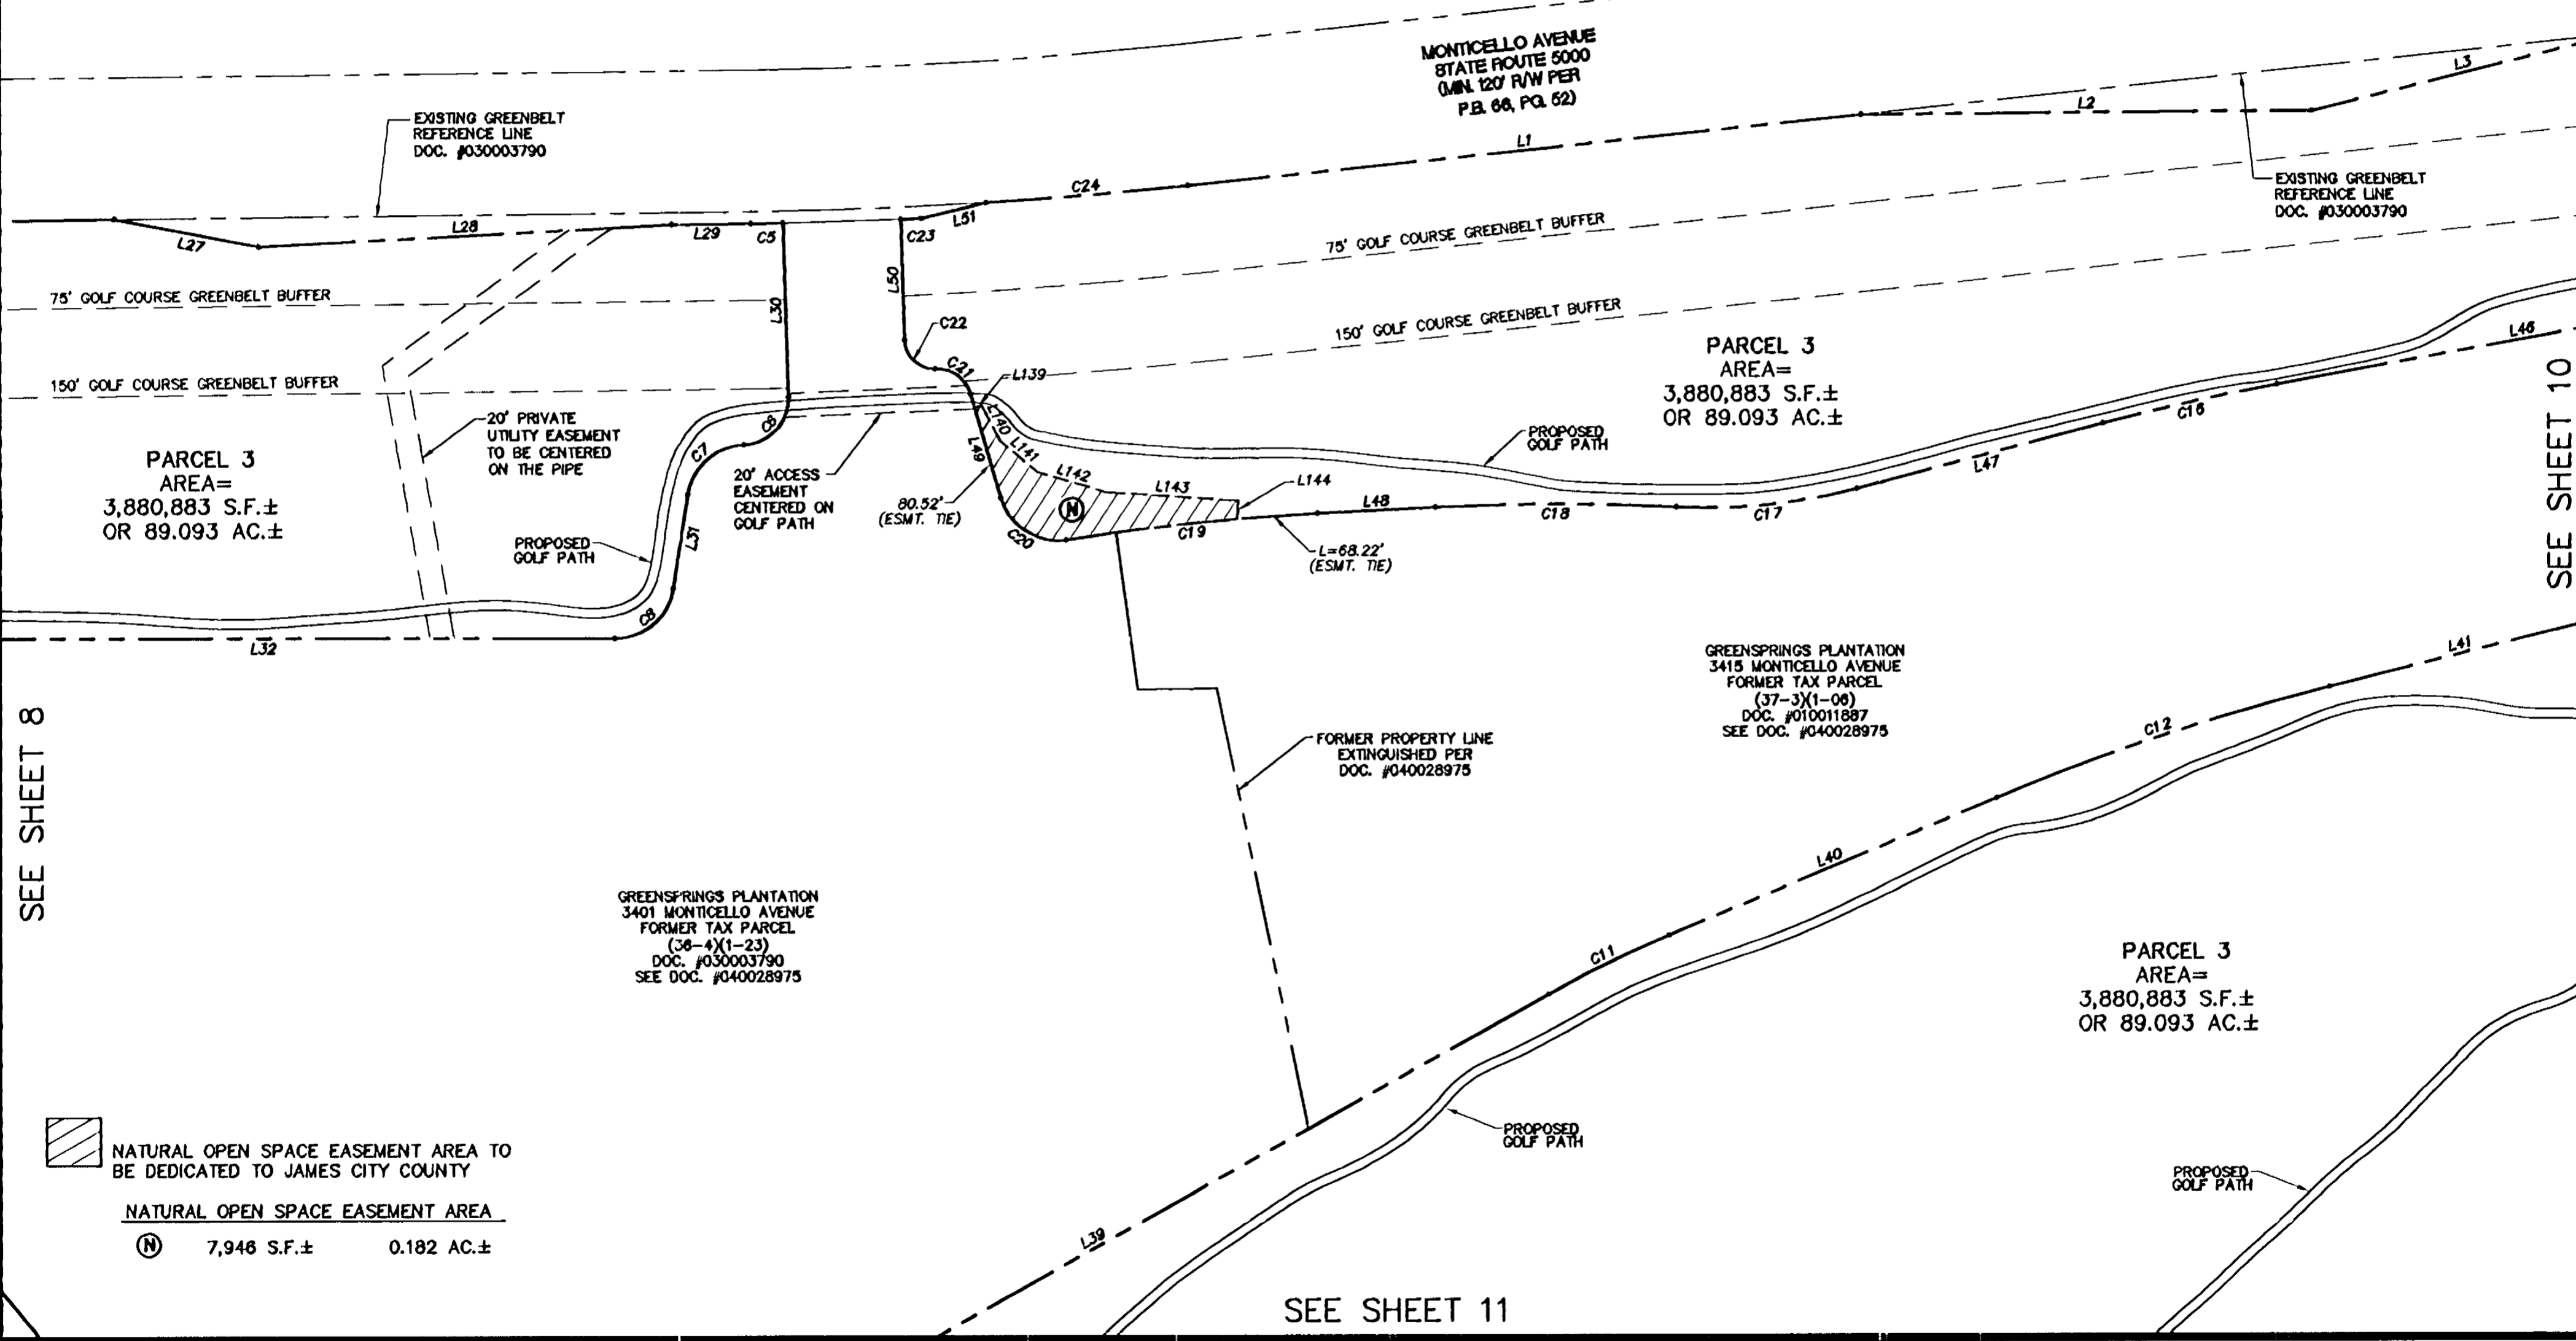 MONTICELLO AVENUE
STATE ROUTE 5000
(MIN. 120' R/W PER
P.B. 66, PG. 52)
EXISTING GREENBELT
REFERENCE LINE
DOC. #030003790
L3
L2
L1
EXISTING GREENBELT
REFERENCE LINE
DOC. #030003790
C24
L51
C23
L27
L28
L29
C5
L50
L30
75' GOLF COURSE GREENBELT BUFFER
75' GOLF COURSE GREENBELT BUFFER
C22
C21
L139
150' GOLF COURSE GREENBELT BUFFER
150' GOLF COURSE GREENBELT BUFFER
PARCEL 3
AREA=
3,880,883 S.F.±
OR 89.093 AC.±
L46
C16
L47
SEE SHEET 10
20' PRIVATE
UTILITY EASEMENT
TO BE CENTERED
ON THE PIPE
PARCEL 3
AREA=
3,880,883 S.F.±
OR 89.093 AC.±
C6
C7
L31
20' ACCESS
EASEMENT
CENTERED ON
GOLF PATH
L49
L140
L141
L142
L143
L144
N
80.52'
(ESMT. TIE)
C20
C19
L48
C18
C17
L=68.22'
(ESMT. TIE)
PROPOSED
GOLF PATH
PROPOSED
GOLF PATH
C8
L32
GREENSPRINGS PLANTATION
3415 MONTICELLO AVENUE
FORMER TAX PARCEL
(37-3)(1-06)
DOC. #010011887
SEE DOC. #040028975
L41
C12
SEE SHEET 8
FORMER PROPERTY LINE
EXTINGUISHED PER
DOC. #040028975
L40
C11
GREENSPRINGS PLANTATION
3401 MONTICELLO AVENUE
FORMER TAX PARCEL
(36-4)(1-23)
DOC. #030003790
SEE DOC. #040028975
PARCEL 3
AREA=
3,880,883 S.F.±
OR 89.093 AC.±
PROPOSED
GOLF PATH
PROPOSED
GOLF PATH
L39
NATURAL OPEN SPACE EASEMENT AREA TO
BE DEDICATED TO JAMES CITY COUNTY
NATURAL OPEN SPACE EASEMENT AREA
N 7,946 S.F.± 0.182 AC.±
SEE SHEET 11